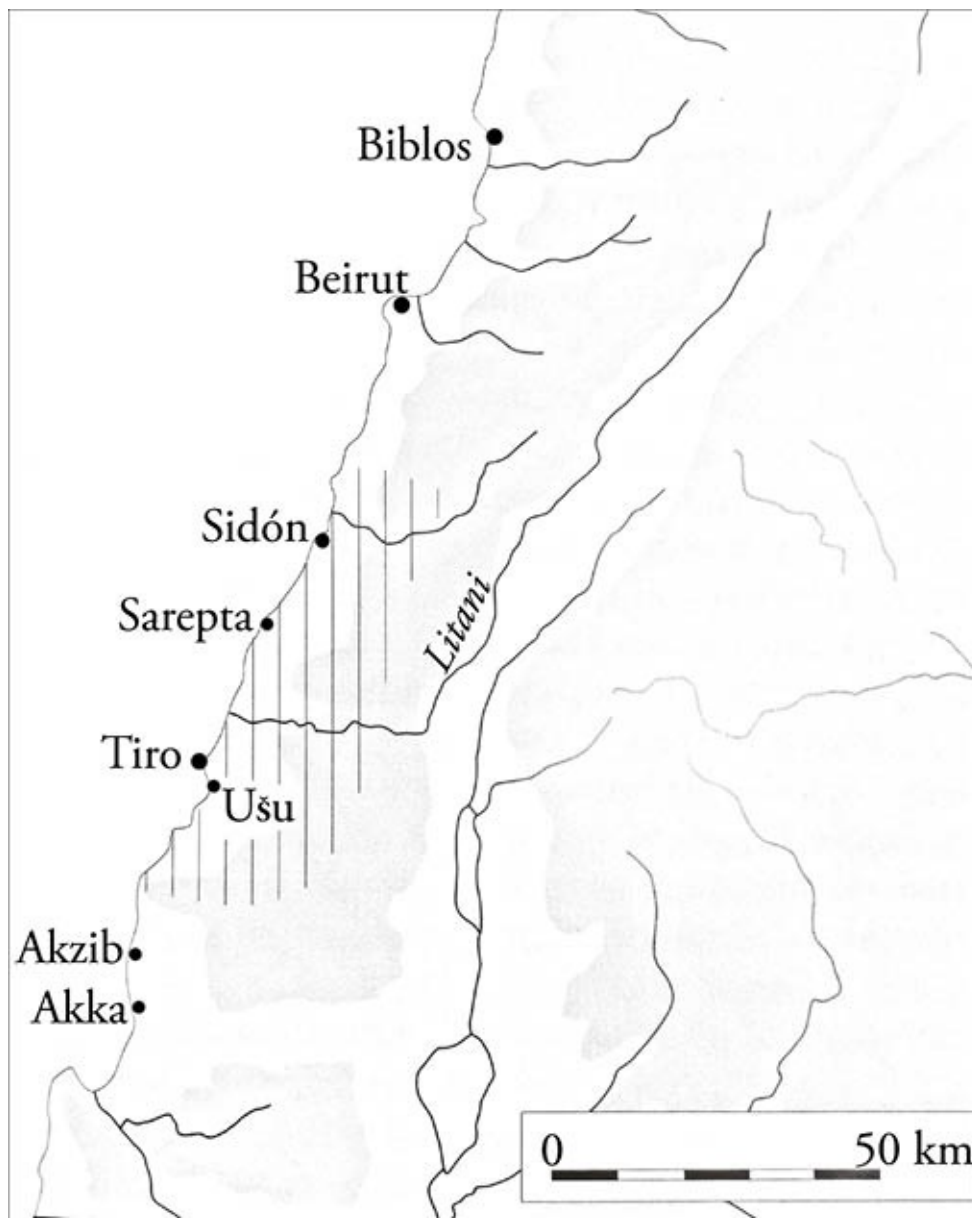 Biblos
Beirut
Sidón
Litani
Sarepta
Tiro
Ušu
Akzib
Akka
0 50 km